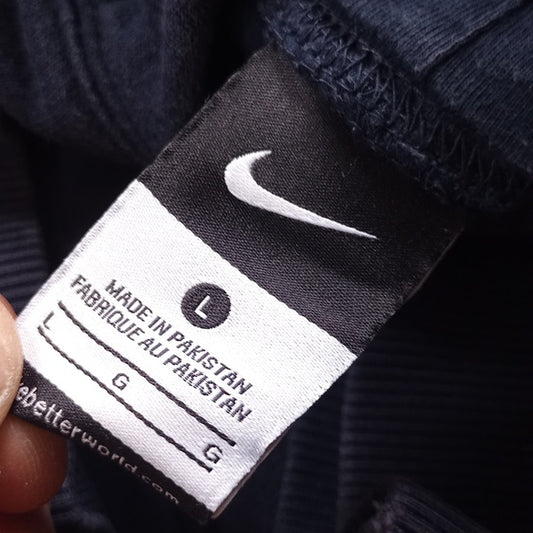 L
MADE IN PAKISTAN
FABRIQUE AU PAKISTAN
L G G
ebetterworld.com